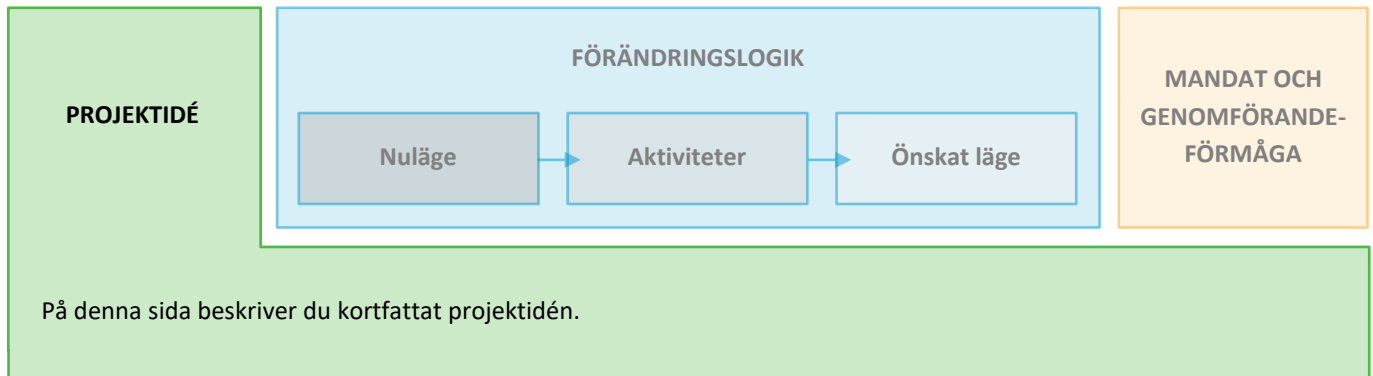 PROJEKTIDÉ
FÖRÄNDRINGSLOGIK
Nuläge
Aktiviteter
Önskat läge
MANDAT OCH
GENOMFÖRANDE-
FÖRMÅGA
På denna sida beskriver du kortfattat projektidén.